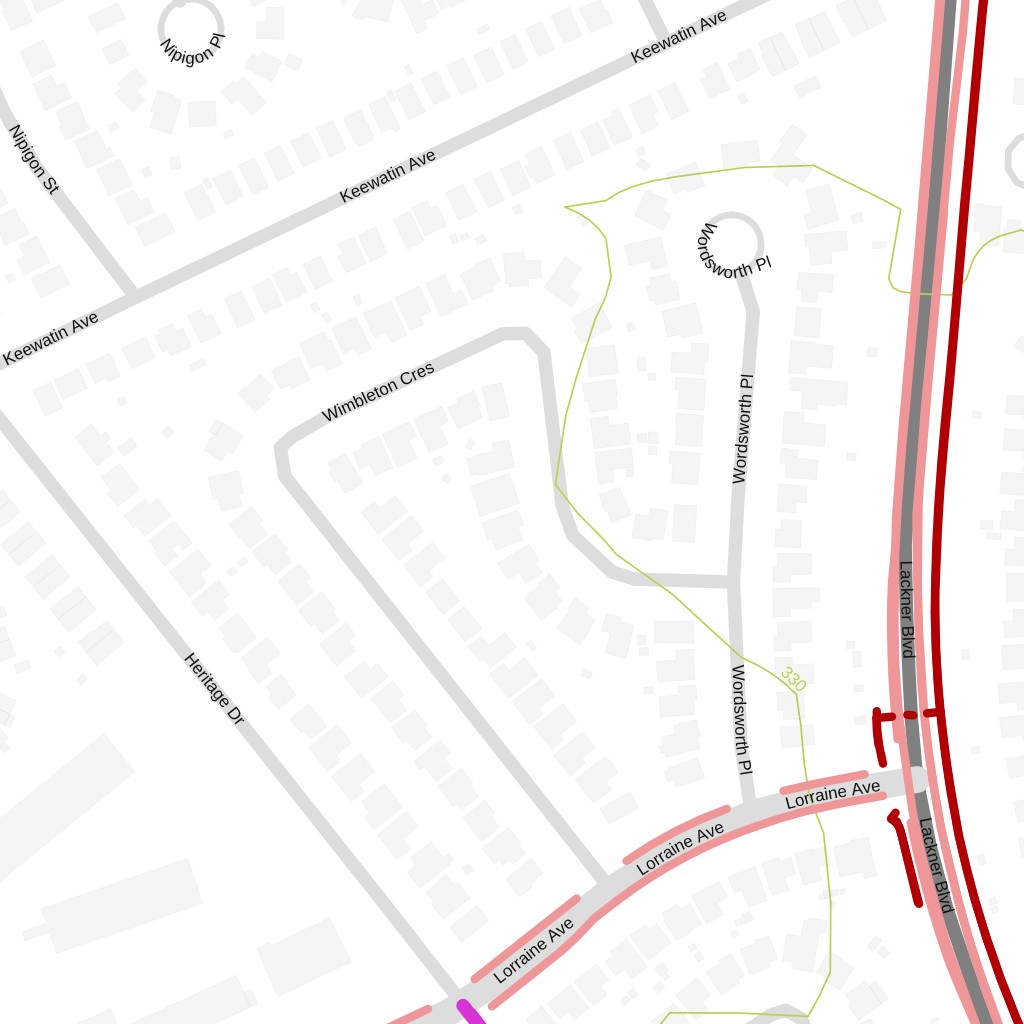 Keewatin Ave
Nipigon Pl
Nipigon St
Keewatin Ave
Wordsworth Pl
Keewatin Ave
Wimbleton Cres
Wordsworth Pl
Lackner Blvd
Heritage Dr
330
Wordsworth Pl
Lorraine Ave
Lorraine Ave
Lackner Blvd
Lorraine Ave